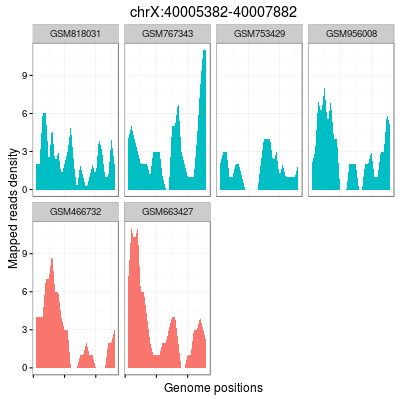 chrX:40005382-40007882
GSM818031 GSM767343 GSM753429 GSM956008
9
6
3
0
GSM466732 GSM663427
9
6
3
0
Mapped reads density
Genome positions